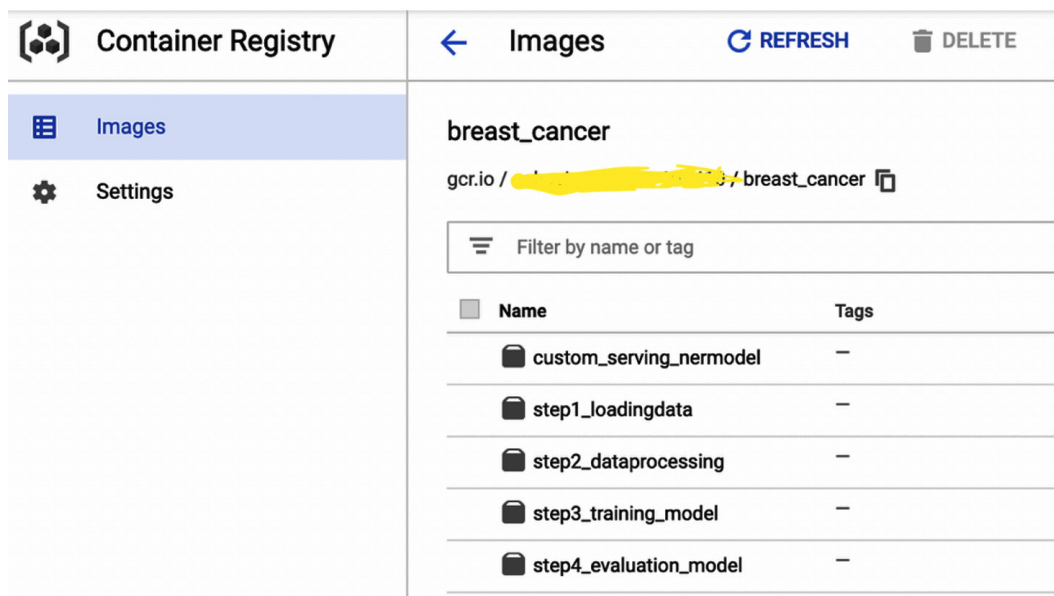 Container Registry
Images
REFRESH
DELETE
Images
Settings
breast_cancer
gcr.io / / breast_cancer
Filter by name or tag
Name Tags
custom_serving_nermodel –
step1_loadingdata –
step2_dataprocessing –
step3_training_model –
step4_evaluation_model –